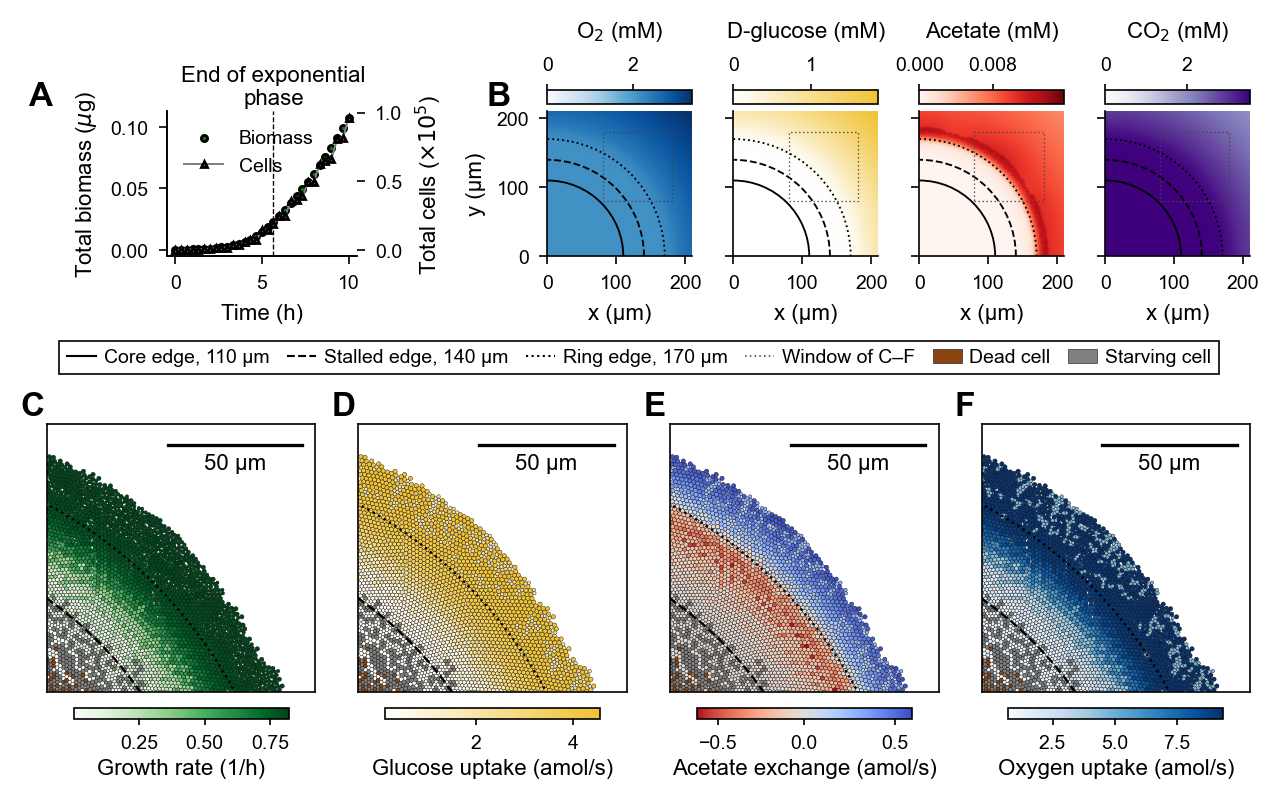 A
End of exponential
phase
Total biomass (µg)
0.10
0.05
0.00
Biomass
Cells
1.0
0.5
0.0
Total cells (×10⁵)
0 5 10
Time (h)
B
O₂ (mM)
0 2
200
100
0
y (µm)
0 100 200
x (µm)
D-glucose (mM)
0 1
0 100 200
x (µm)
Acetate (mM)
0.000 0.008
0 100 200
x (µm)
CO₂ (mM)
0 2
0 100 200
x (µm)
Core edge, 110 µm Stalled edge, 140 µm Ring edge, 170 µm Window of C–F Dead cell Starving cell
C
50 µm
0.25 0.50 0.75
Growth rate (1/h)
D
50 µm
2 4
Glucose uptake (amol/s)
E
50 µm
−0.5 0.0 0.5
Acetate exchange (amol/s)
F
50 µm
2.5 5.0 7.5
Oxygen uptake (amol/s)